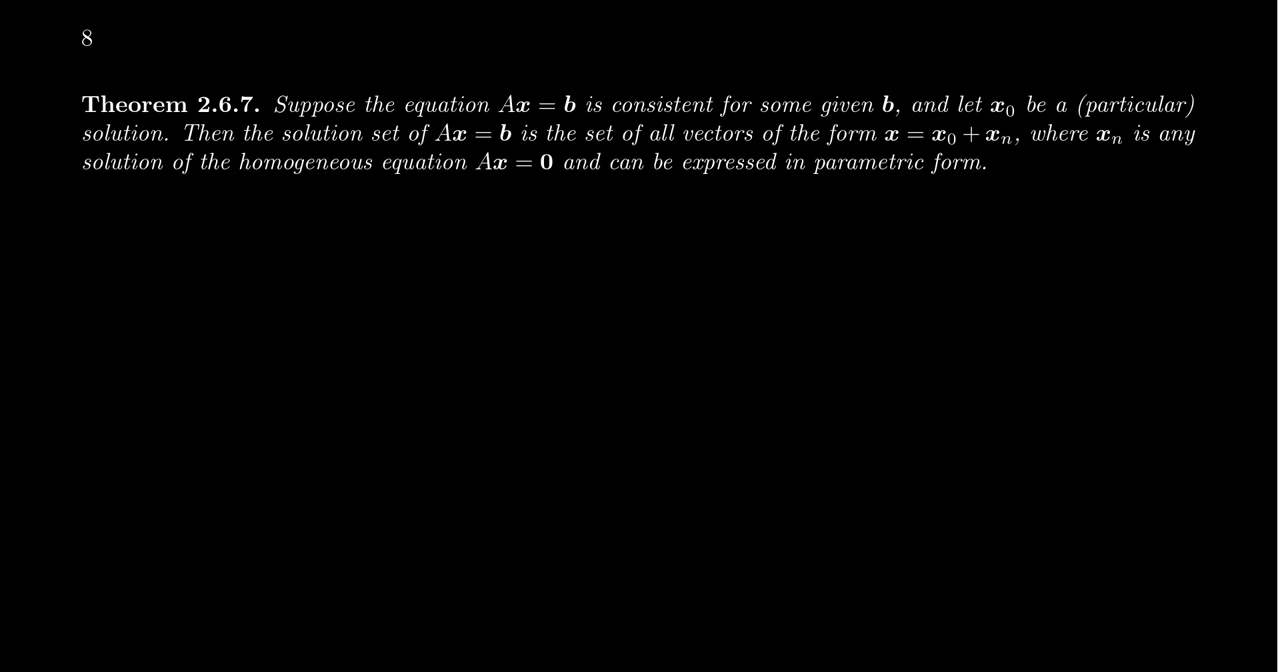 8
Theorem 2.6.7. Suppose the equation Ax = b is consistent for some given b, and let x₀ be a (particular)
solution. Then the solution set of Ax = b is the set of all vectors of the form x = x₀ + xₙ, where xₙ is any
solution of the homogeneous equation Ax = 0 and can be expressed in parametric form.